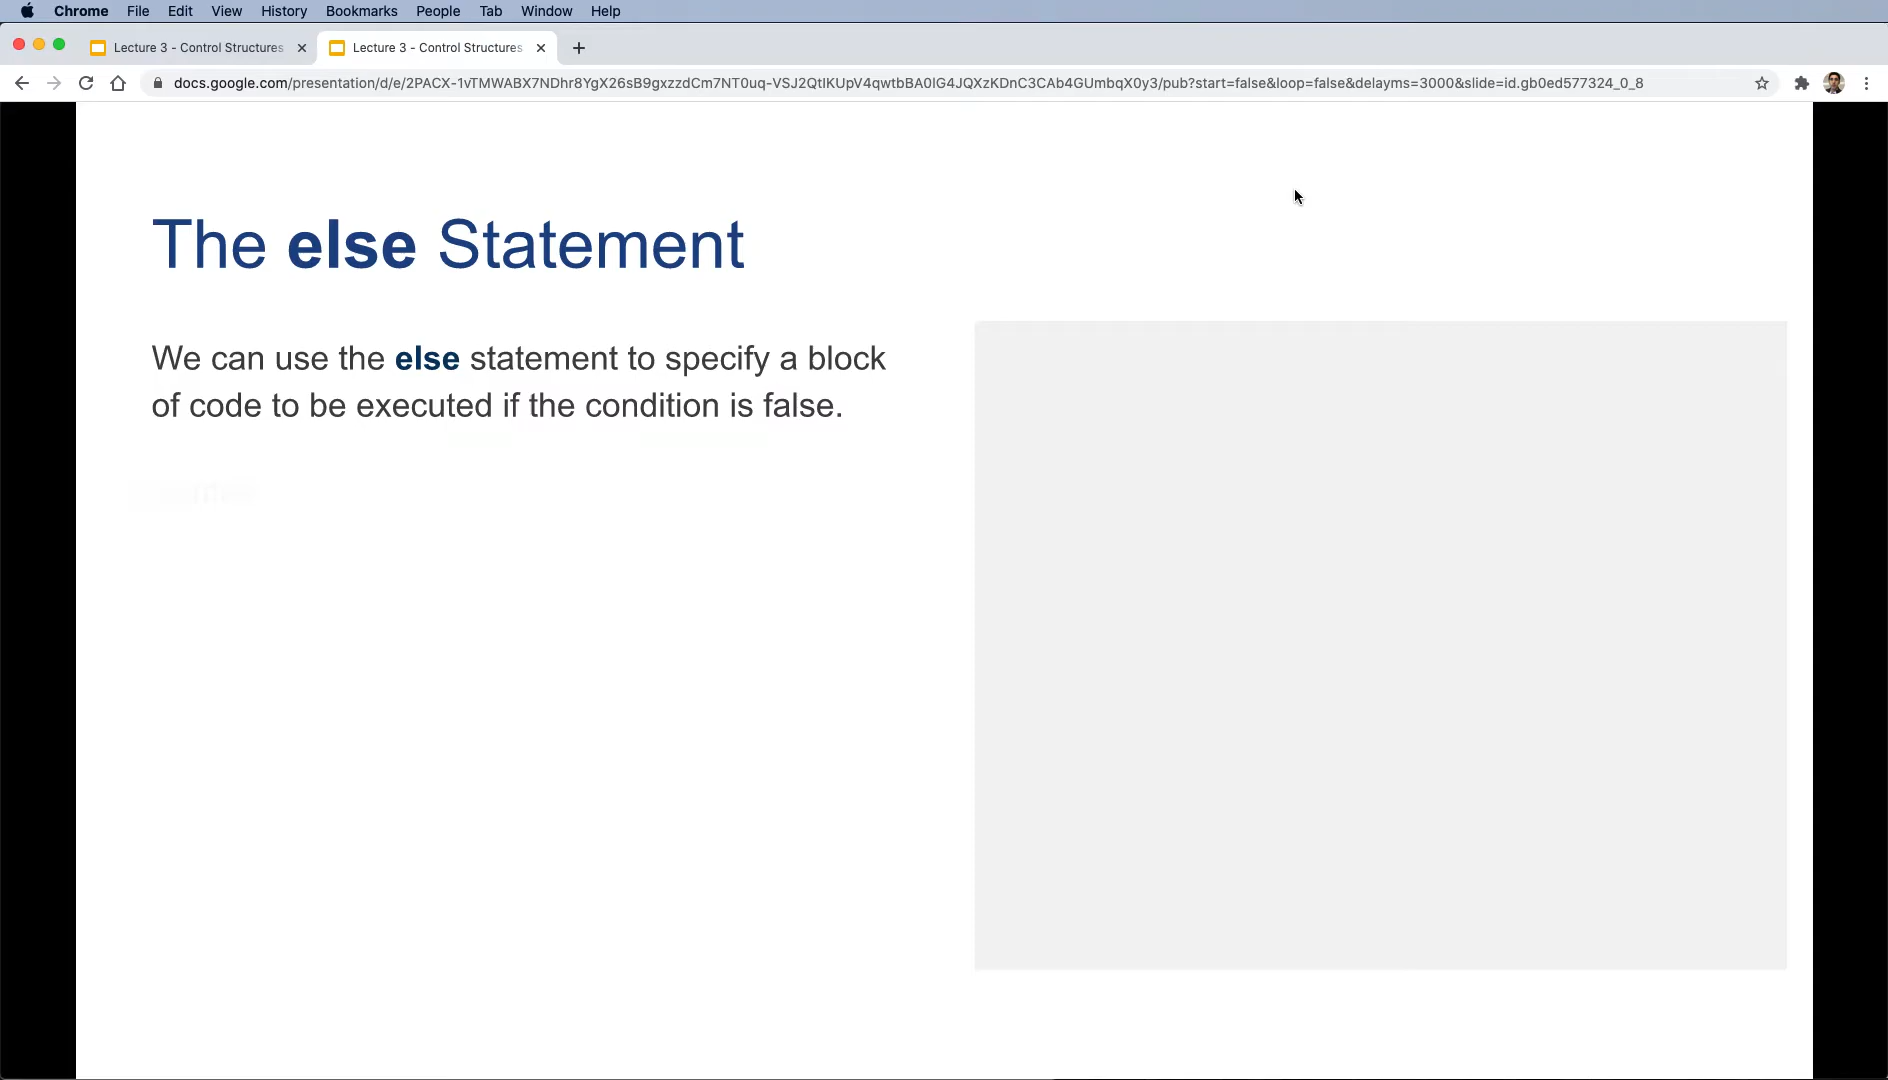 Chrome File Edit View History Bookmarks People Tab Window Help
Lecture 3 - Control Structures
Lecture 3 - Control Structures
docs.google.com/presentation/d/e/2PACX-1vTMWABX7NDhr8YgX26sB9gxzzdCm7NT0uq-VSJ2QtIKUpV4qwtbBA0lG4JQXzKDnC3CAb4GUmbqX0y3/pub?start=false&loop=false&delayms=3000&slide=id.gb0ed577324_0_8
The else Statement
We can use the else statement to specify a block
of code to be executed if the condition is false.